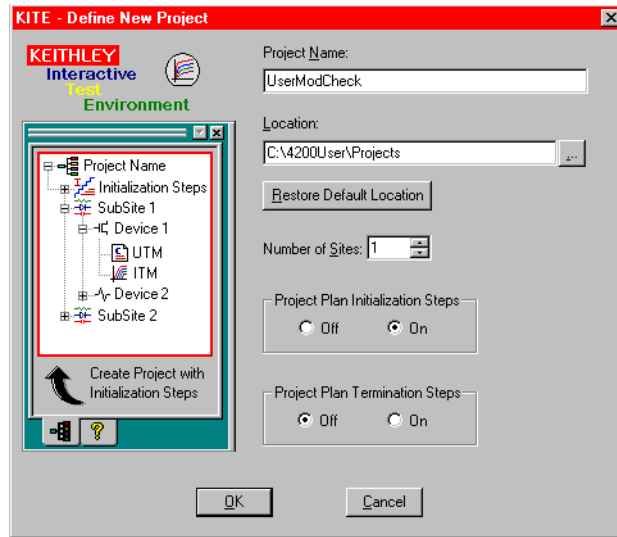 KITE - Define New Project
KEITHLEY
Interactive
Test
Environment
Project Name
Initialization Steps
SubSite 1
Device 1
UTM
ITM
Device 2
SubSite 2
Create Project with
Initialization Steps
Project Name:
UserModCheck
Location:
C:\4200User\Projects
...
Restore Default Location
Number of Sites: 1
Project Plan Initialization Steps
Off On
Project Plan Termination Steps
Off On
OK Cancel